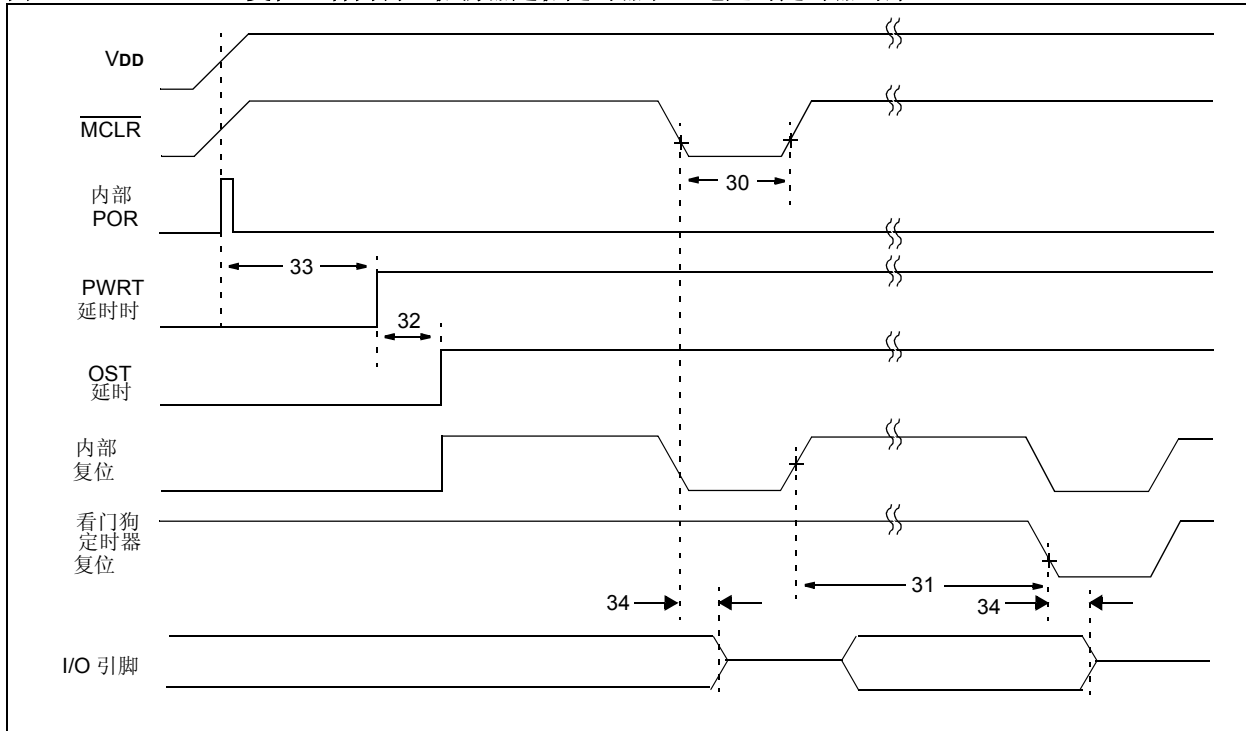 VDD
MCLR
30
内部
POR
33
PWRT
延时时
32
OST
延时
内部
复位
看门狗
定时器
复位
31
34
34
I/O 引脚